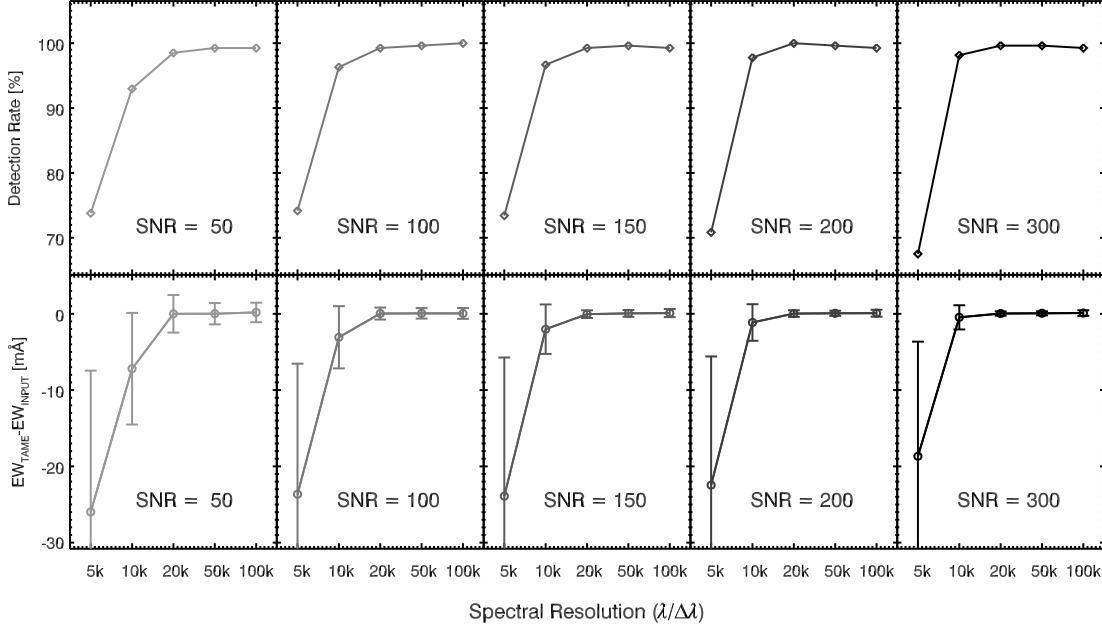 Detection Rate [%]
100
90
80
70
SNR = 50
SNR = 100
SNR = 150
SNR = 200
SNR = 300
EW_TAME-EW_INPUT [mÅ]
0
-10
-20
-30
SNR = 50
SNR = 100
SNR = 150
SNR = 200
SNR = 300
5k 10k 20k 50k 100k
5k 10k 20k 50k 100k
5k 10k 20k 50k 100k
5k 10k 20k 50k 100k
5k 10k 20k 50k 100k
Spectral Resolution (λ/Δλ)